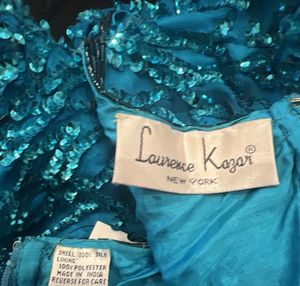 Laurence Kazar®
NEW YORK
SHELL: 100% SILK
LINING:
100% POLYESTER
MADE IN INDIA
REVERSE FOR CARE